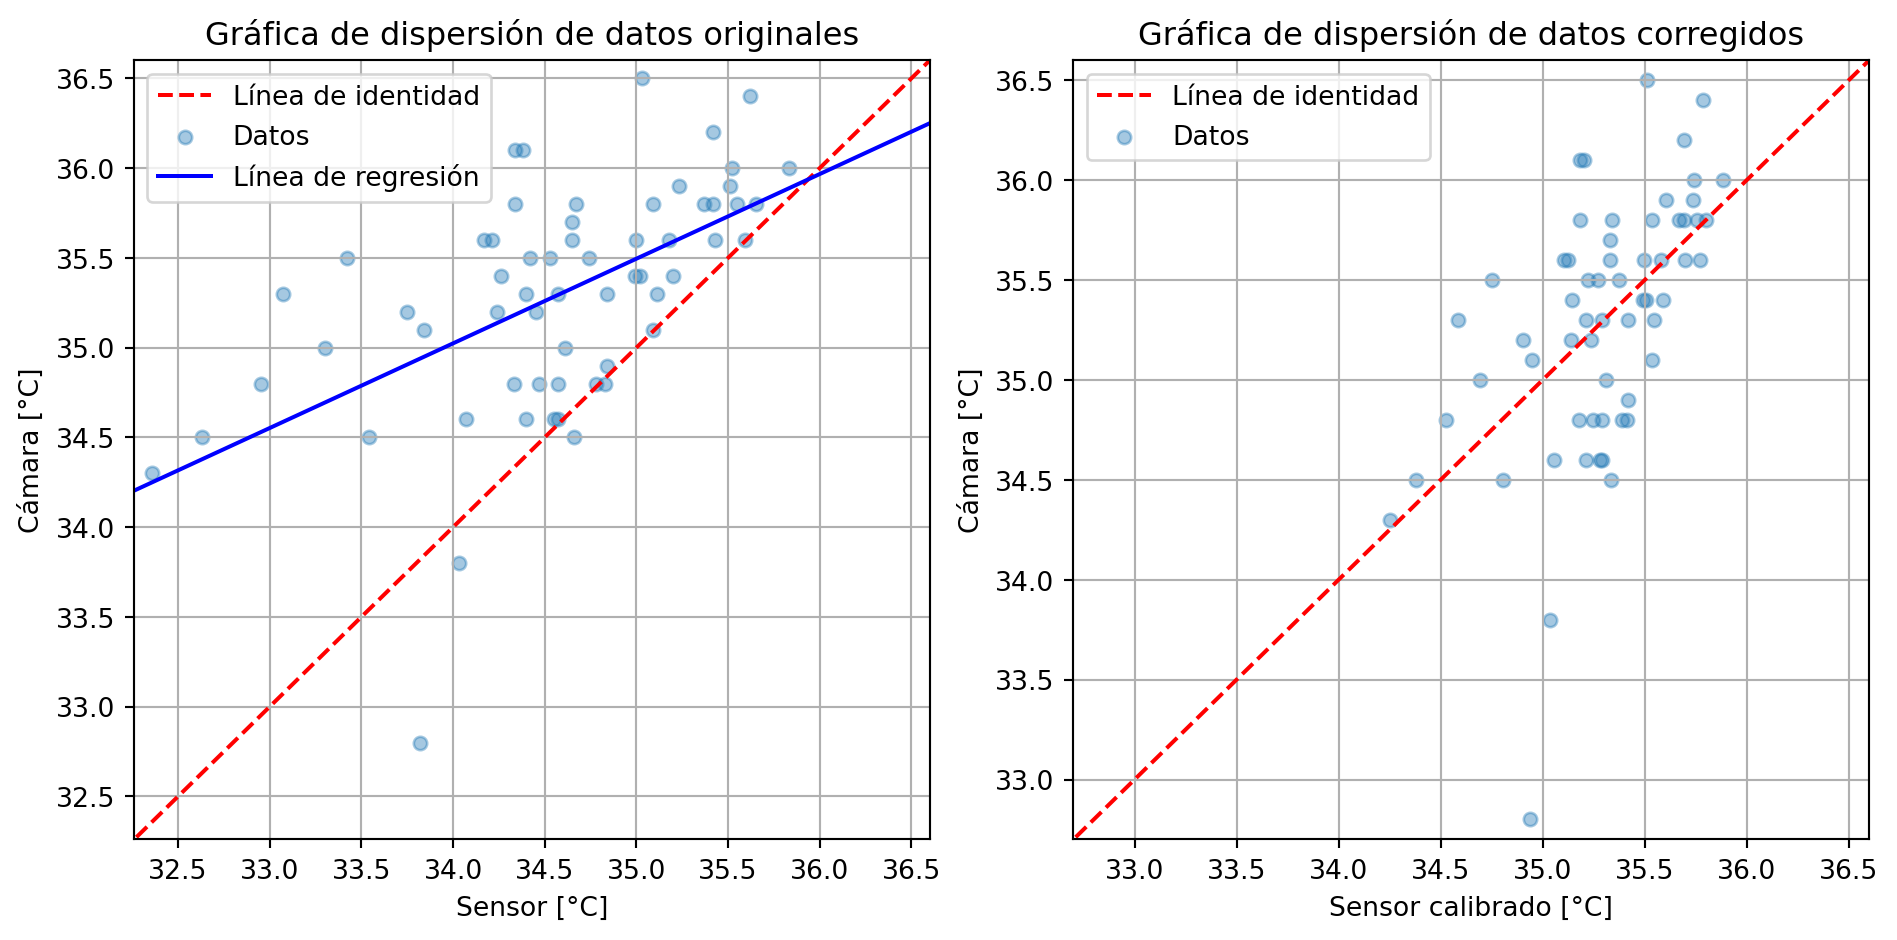 Gráfica de dispersión de datos originales
Línea de identidad
Datos
Línea de regresión
36.5
36.0
35.5
35.0
34.5
34.0
33.5
33.0
32.5
Cámara [°C]
32.5 33.0 33.5 34.0 34.5 35.0 35.5 36.0 36.5
Sensor [°C]
Gráfica de dispersión de datos corregidos
Línea de identidad
Datos
36.5
36.0
35.5
35.0
34.5
34.0
33.5
33.0
Cámara [°C]
33.0 33.5 34.0 34.5 35.0 35.5 36.0 36.5
Sensor calibrado [°C]